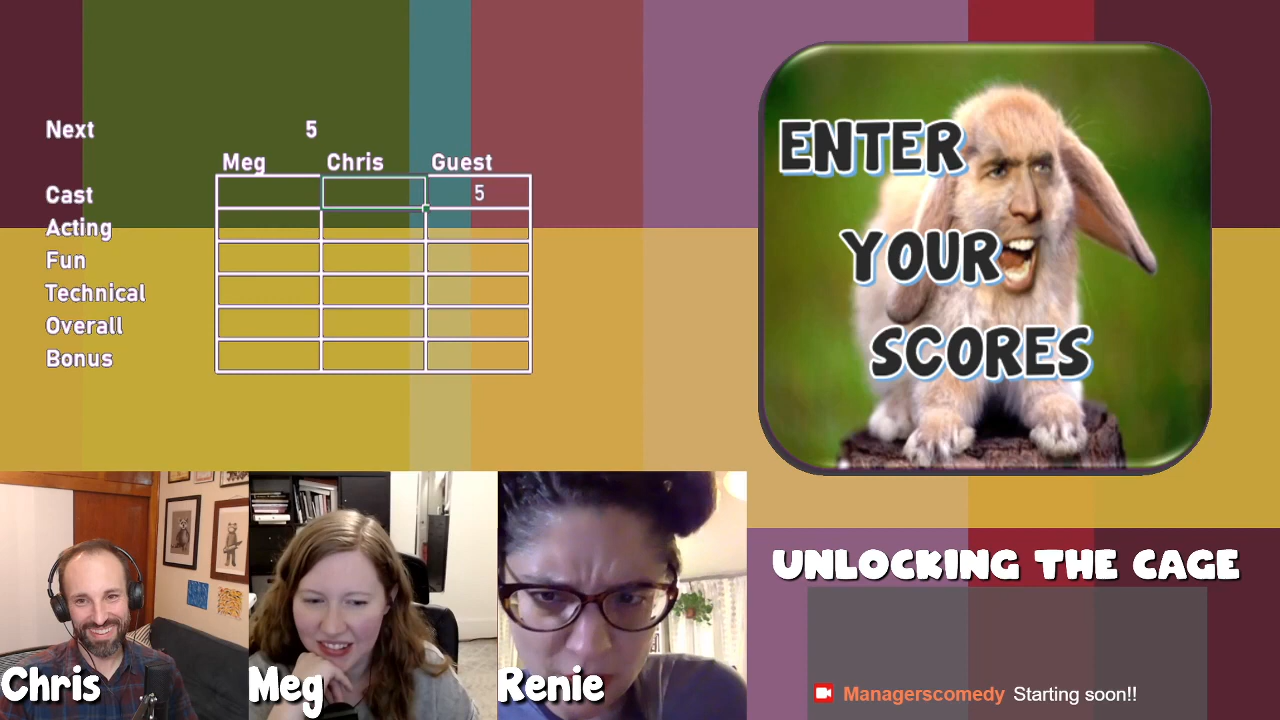 Next 5
Meg Chris Guest
Cast 5
Acting
Fun
Technical
Overall
Bonus
ENTER
YOUR
SCORES
Chris
Meg
Renie
UNLOCKING THE CAGE
Managerscomedy Starting soon!!